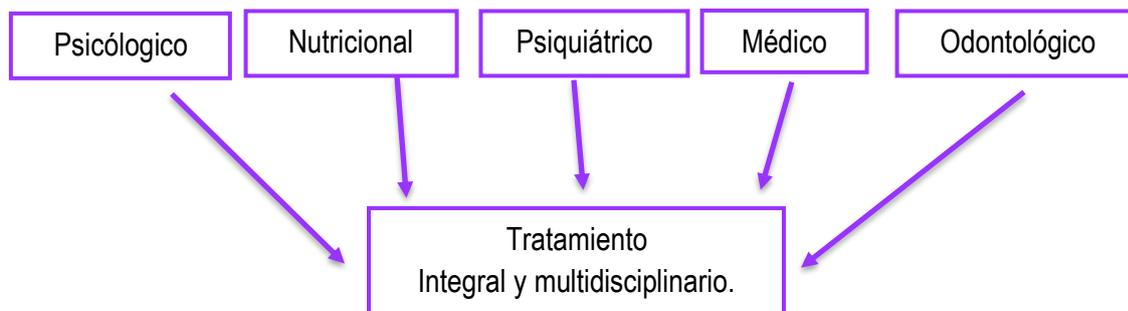 Psicólogico
Nutricional
Psiquiátrico
Médico
Odontológico
Tratamiento
Integral y multidisciplinario.